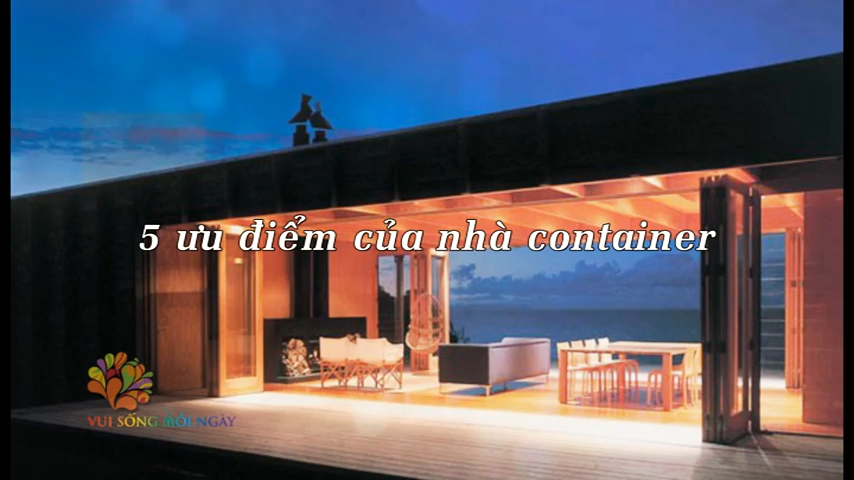 5 ưu điểm của nhà container
VUI SỐNG MỖI NGÀY